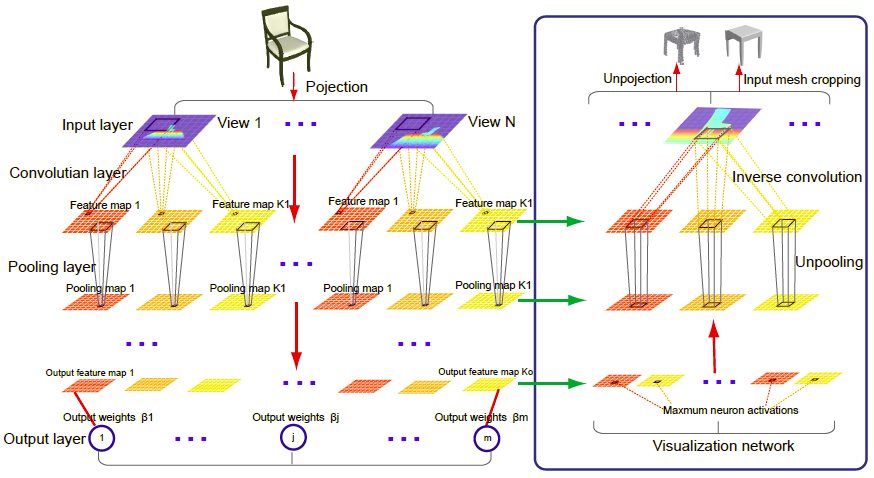 Pojection
Unpojection
Input mesh cropping
Input layer
View 1
View N
Convolutian layer
Inverse convolution
Feature map 1
Feature map K1
Feature map 1
Feature map K1
Pooling layer
Unpooling
Pooling map 1
Pooling map K1
Pooling map 1
Pooling map K1
Output feature map 1
Output feature map Ko
Output weights β1
Output weights βj
Output weights βm
Maxmum neuron activations
Output layer
1
j
m
Visualization network